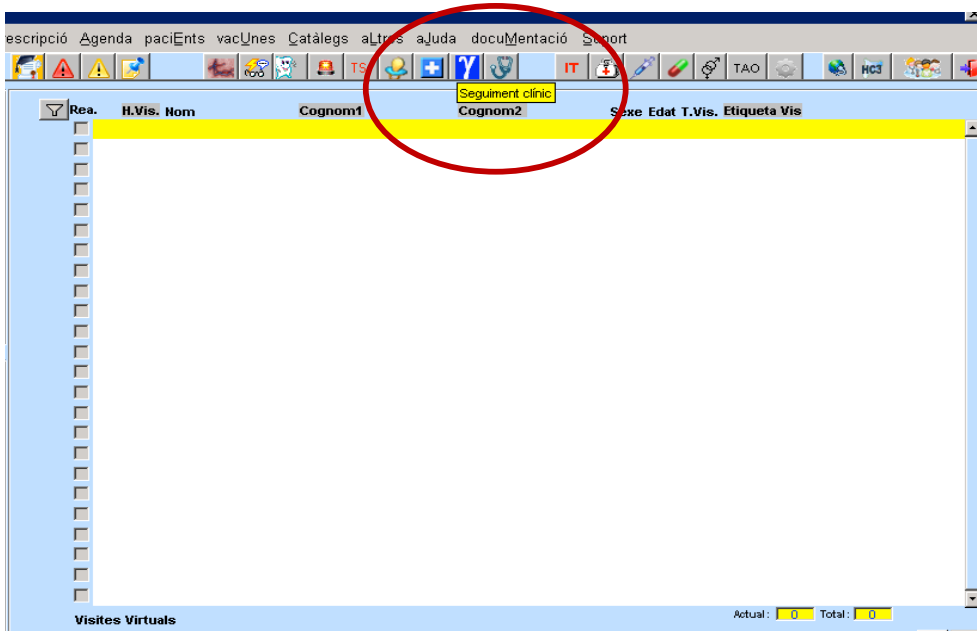 escripció Agenda paciEnts vacUnes Catàlegs aLtres aJuda docuMentació Suport
TS γ IT TAO HC3
Seguiment clínic
Rea. H.Vis. Nom Cognom1 Cognom2 Sexe Edat T.Vis. Etiqueta Vis
Actual: 0 Total: 0
Visites Virtuals